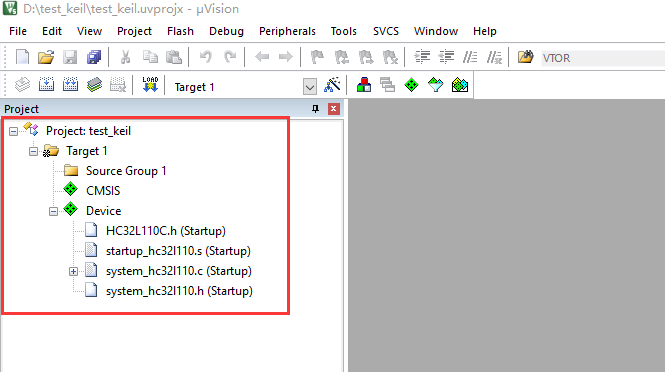 D:\test_keil\test_keil.uvprojx - µVision
File Edit View Project Flash Debug Peripherals Tools SVCS Window Help
VTOR
LOAD Target 1
Project
Project: test_keil
Target 1
Source Group 1
CMSIS
Device
HC32L110C.h (Startup)
startup_hc32l110.s (Startup)
system_hc32l110.c (Startup)
system_hc32l110.h (Startup)